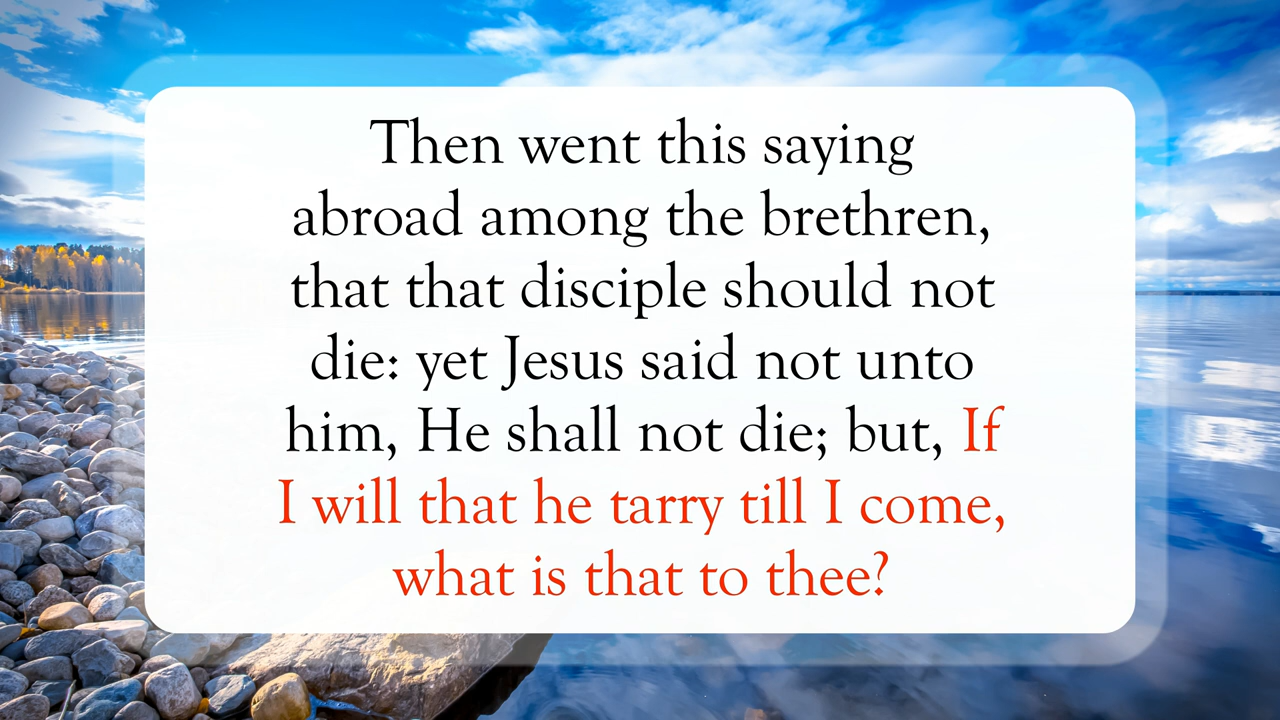 Then went this saying
abroad among the brethren,
that that disciple should not
die: yet Jesus said not unto
him, He shall not die; but, If
I will that he tarry till I come,
what is that to thee?